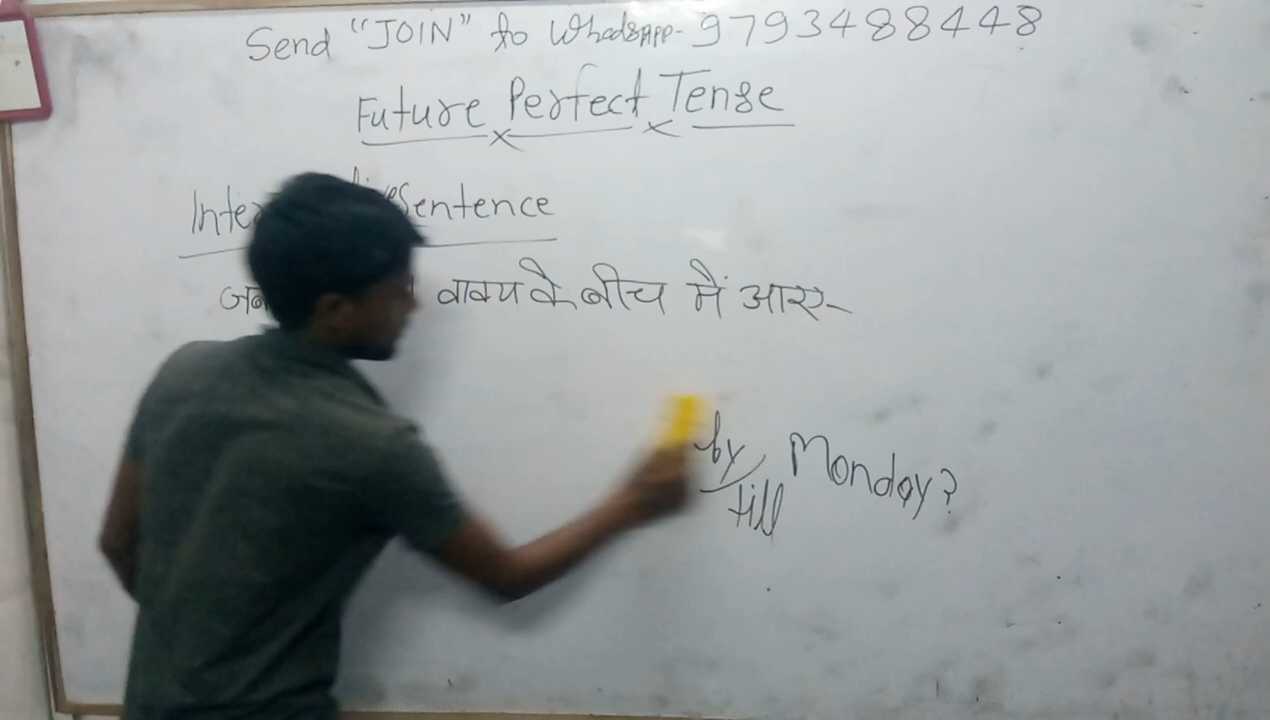 Send "JOIN" to WhatsApp- 9793488448
Future Perfect Tense
Sentence
वाक्य के बीच में आए-
by Monday?
till